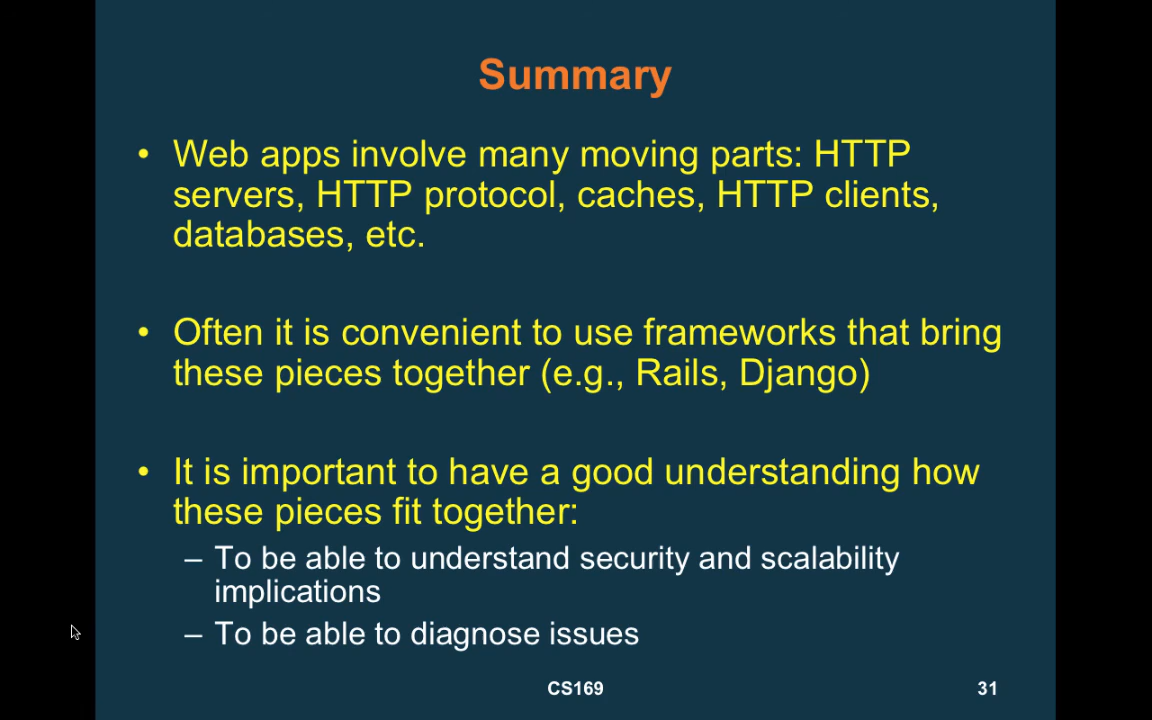 Summary
• Web apps involve many moving parts: HTTP
servers, HTTP protocol, caches, HTTP clients,
databases, etc.
• Often it is convenient to use frameworks that bring
these pieces together (e.g., Rails, Django)
• It is important to have a good understanding how
these pieces fit together:
– To be able to understand security and scalability
implications
– To be able to diagnose issues
CS169
31